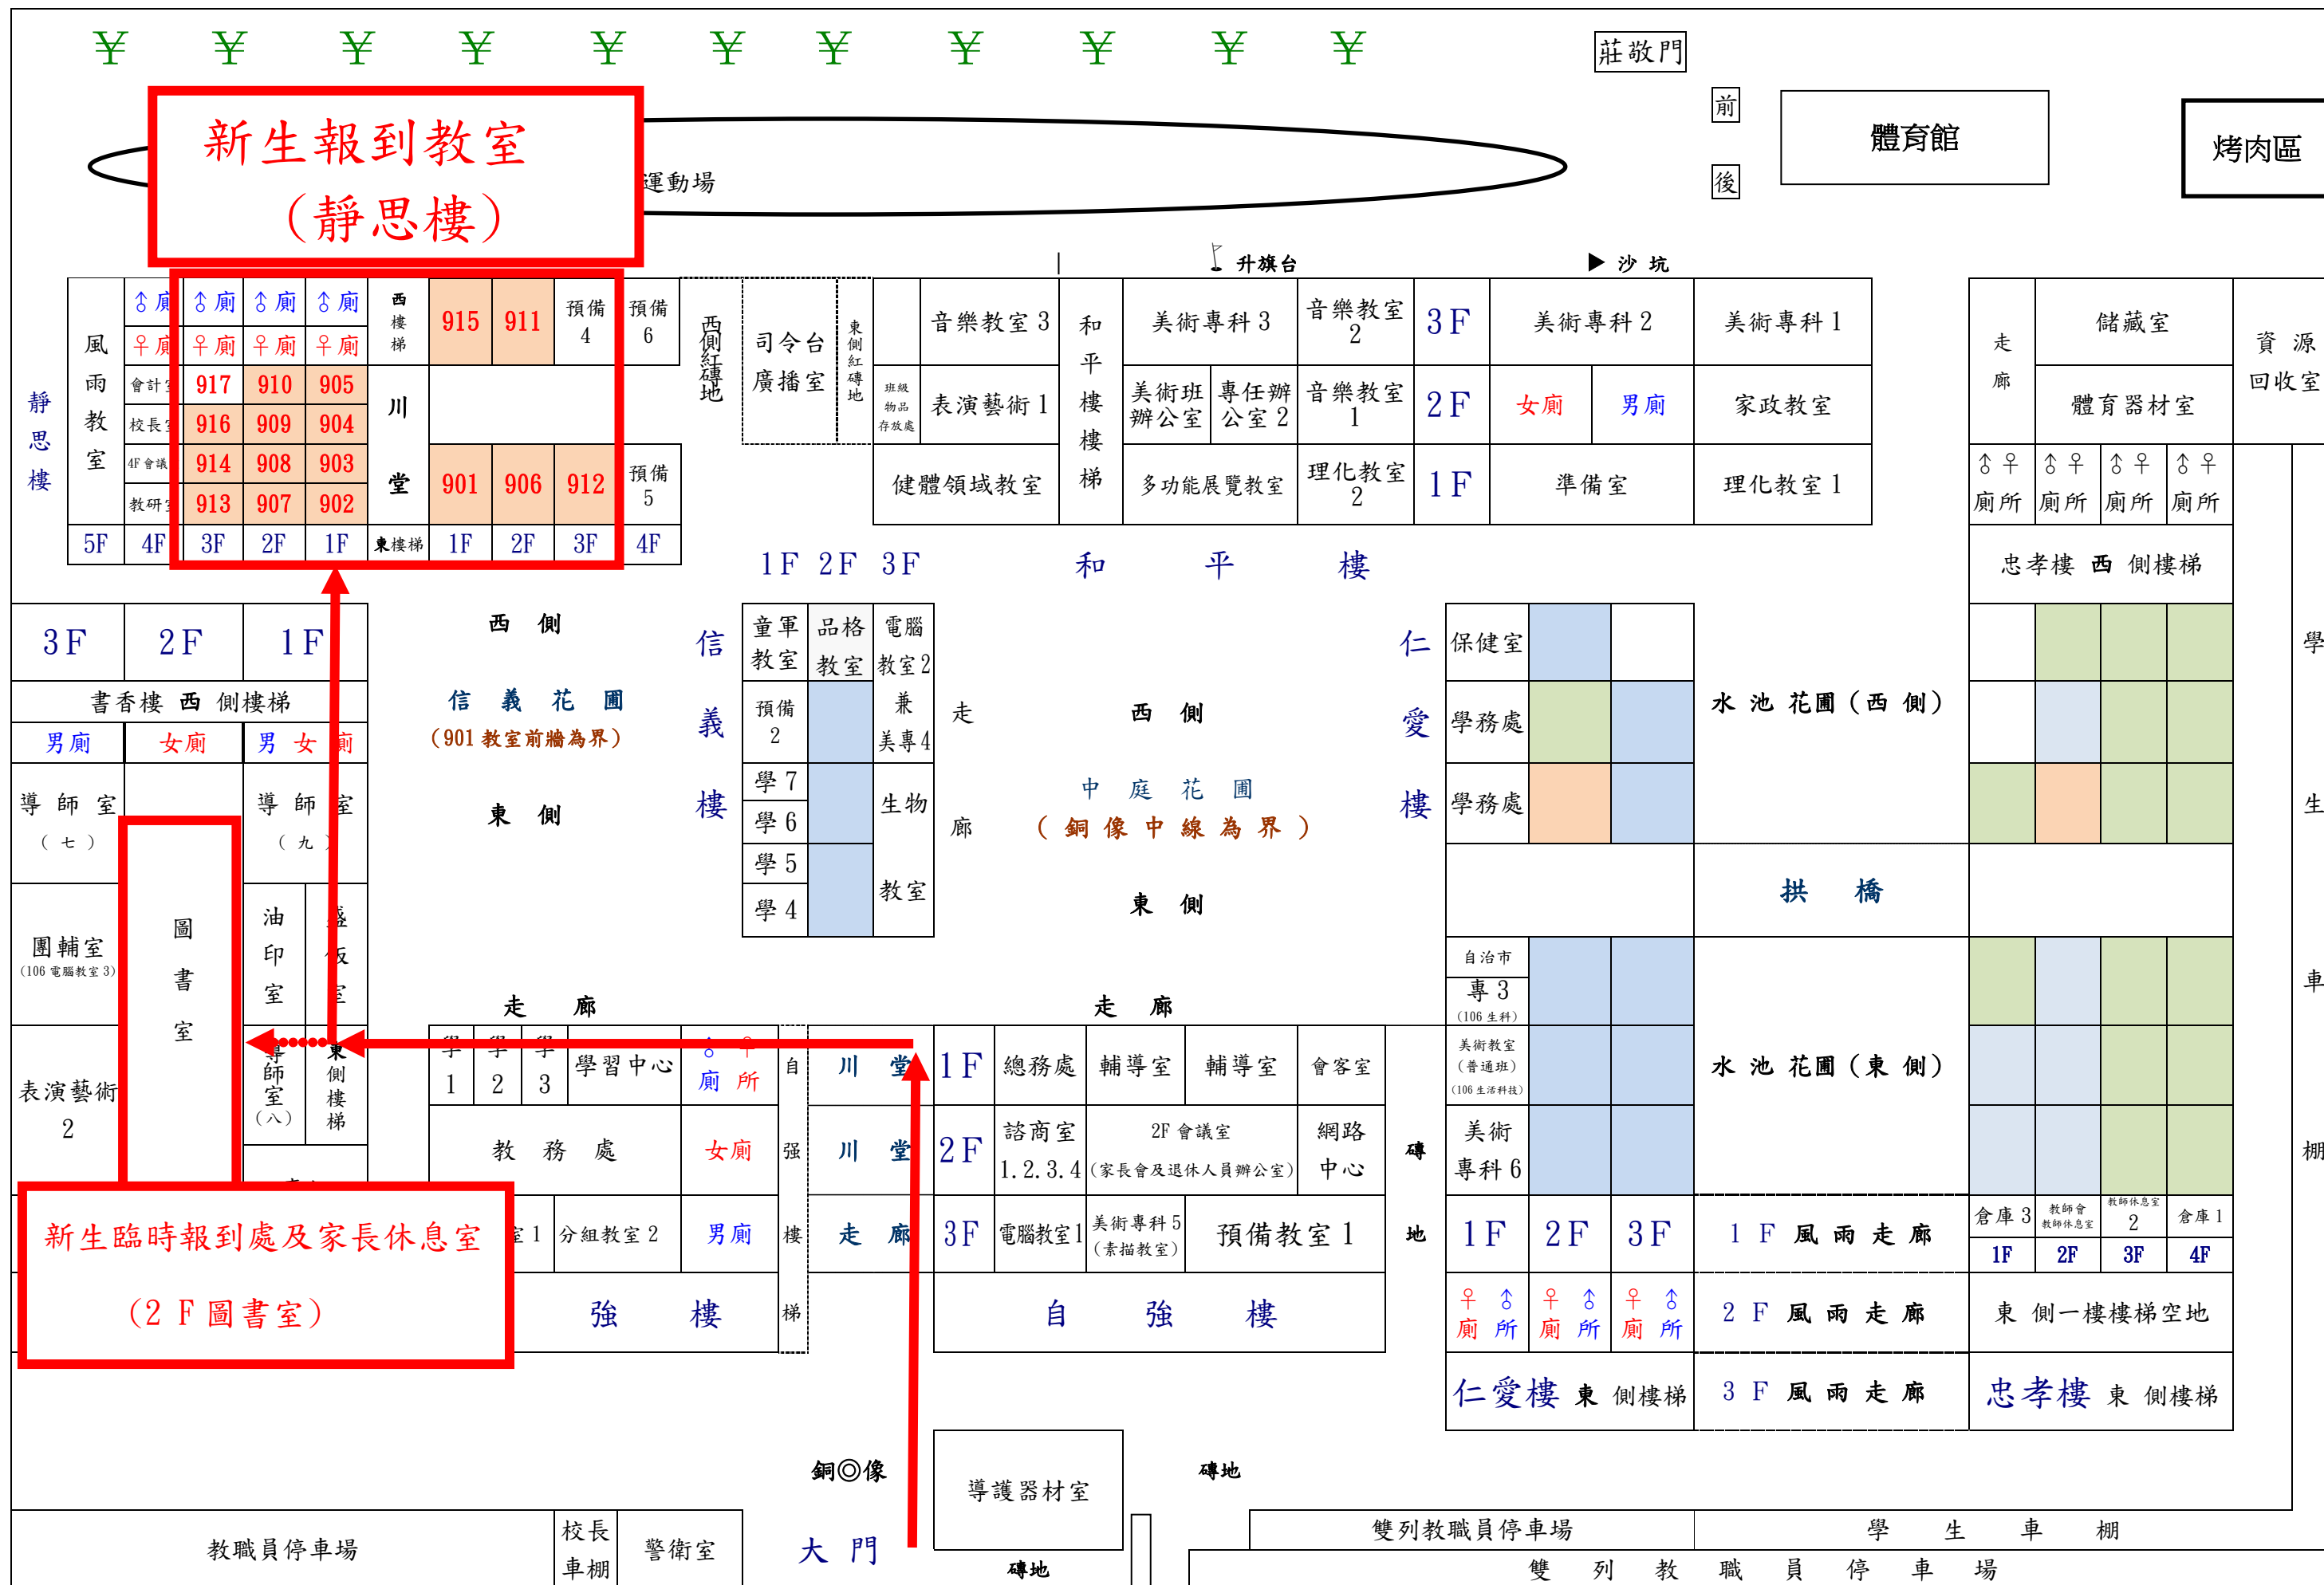 ¥ ¥ ¥ ¥ ¥ ¥ ¥ ¥ ¥ ¥ ¥
莊敬門
前
後
體育館
烤肉區
新生報到教室
(靜思樓)
運動場
升旗台
▶ 沙 坑
靜思樓
風雨教室
♂廁 ♂廁 ♂廁 ♂廁
♀廁 ♀廁 ♀廁 ♀廁
會計室 917 910 905
校長室 916 909 904
4F會議 914 908 903
教研室 913 907 902
5F 4F 3F 2F 1F 東樓梯 1F 2F 3F 4F
西樓梯
川堂
915 911 預備4 預備6
901 906 912 預備5
西側紅磚地
司令台
廣播室
東側紅磚地
音樂教室 3
班級物品存放處
表演藝術 1
健體領域教室
和平樓樓梯
美術專科 3 音樂教室2 3F 美術專科 2 美術專科 1
美術班辦公室 專任辦公室 2 音樂教室1 2F 女廁 男廁 家政教室
多功能展覽教室 理化教室2 1F 準備室 理化教室 1
1F 2F 3F 和 平 樓
走廊
儲藏室
體育器材室
資 源
回收室
♂♀ ♂♀ ♂♀ ♂♀
廁所 廁所 廁所 廁所
忠孝樓 西 側樓梯
3F 2F 1F
書香樓 西 側樓梯
男廁 女廁 男 女 廁
導 師 室
(七)
導 師 室
(九)
圖書室
團輔室
(106 電腦教室 3)
油印室
盛飯室
表演藝術
2
導師室(八)
東側樓梯
西 側
信 義 花 圃
(901 教室前牆為界)
東 側
信義樓
童軍教室
品格教室
電腦教室2兼美專4
預備
2
學 7
學 6
學 5
學 4
生物教室
走廊
西 側
中 庭 花 圃
(銅 像 中 線 為 界)
東 側
仁愛樓
保健室
學務處
學務處
自治市
專 3
(106 生科)
美術教室
(普通班)
(106 生活科技)
美術
專科 6
水 池 花圃 (西 側)
拱 橋
水 池 花圃 (東 側)
學生車棚
走 廊
走 廊
學1 學2 學3 學習中心 ♂♀廁所
教 務 處 女廁
室1 分組教室 2 男廁
強 樓
自强樓梯
川 堂
川 堂
走 廊
1F 總務處 輔導室 輔導室 會客室
2F 諮商室1.2.3.4 2F 會議室(家長會及退休人員辦公室) 網路中心
3F 電腦教室1 美術專科 5(素描教室) 預備教室 1
自 強 樓
磚地
1F 2F 3F
♀♂ ♀♂ ♀♂
廁所 廁所 廁所
仁愛樓 東 側樓梯
1 F 風 雨 走 廊
2 F 風 雨 走 廊
3 F 風 雨 走 廊
倉庫 3 教師會教師休息室 教師休息室2 倉庫 1
1F 2F 3F 4F
東 側一樓樓梯空地
忠孝樓 東 側樓梯
新生臨時報到處及家長休息室
(2 F圖書室)
銅◎像
導護器材室
磚地
教職員停車場
校長
車棚
警衛室
大 門
磚地
雙列教職員停車場
學 生 車 棚
雙 列 教 職 員 停 車 場